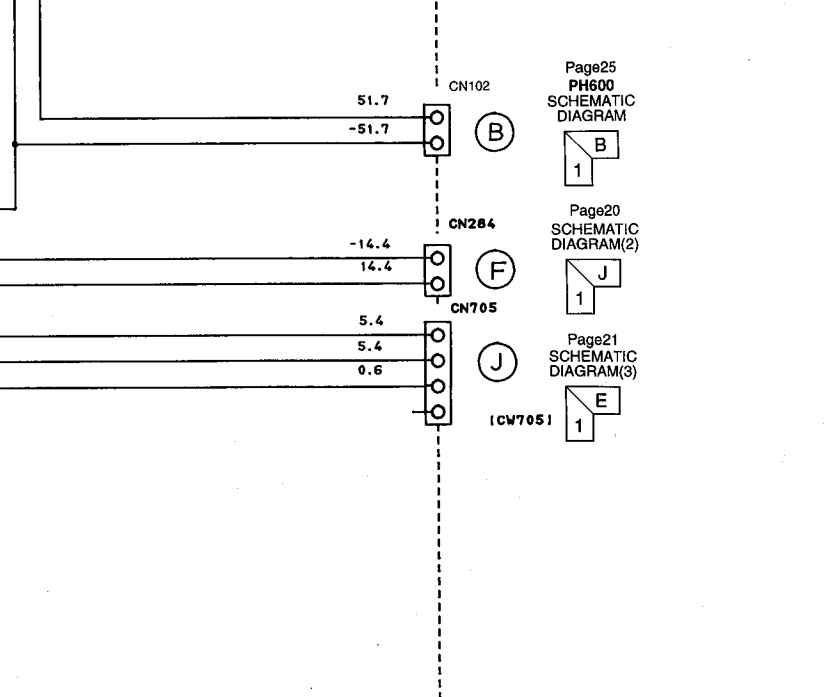 CN102
51.7
-51.7
B
Page25
PH600
SCHEMATIC
DIAGRAM
B
1
CN284
-14.4
14.4
F
Page20
SCHEMATIC
DIAGRAM(2)
J
1
CN705
5.4
5.4
0.6
J
(CW705)
Page21
SCHEMATIC
DIAGRAM(3)
E
1